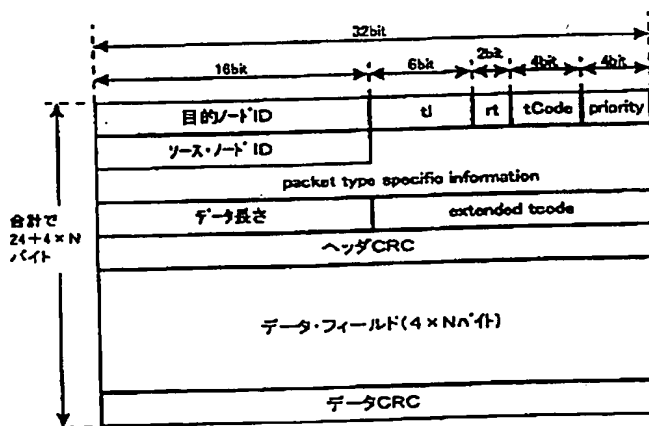 32bit
16bit 6bit 2bit 4bit 4bit
目的ノードID tl rt tCode priority
ソース・ノードID
packet type specific information
データ長さ extended tcode
ヘッダCRC
合計で
24+4×N
バイト
データ・フィールド(4×Nバイト)
データCRC